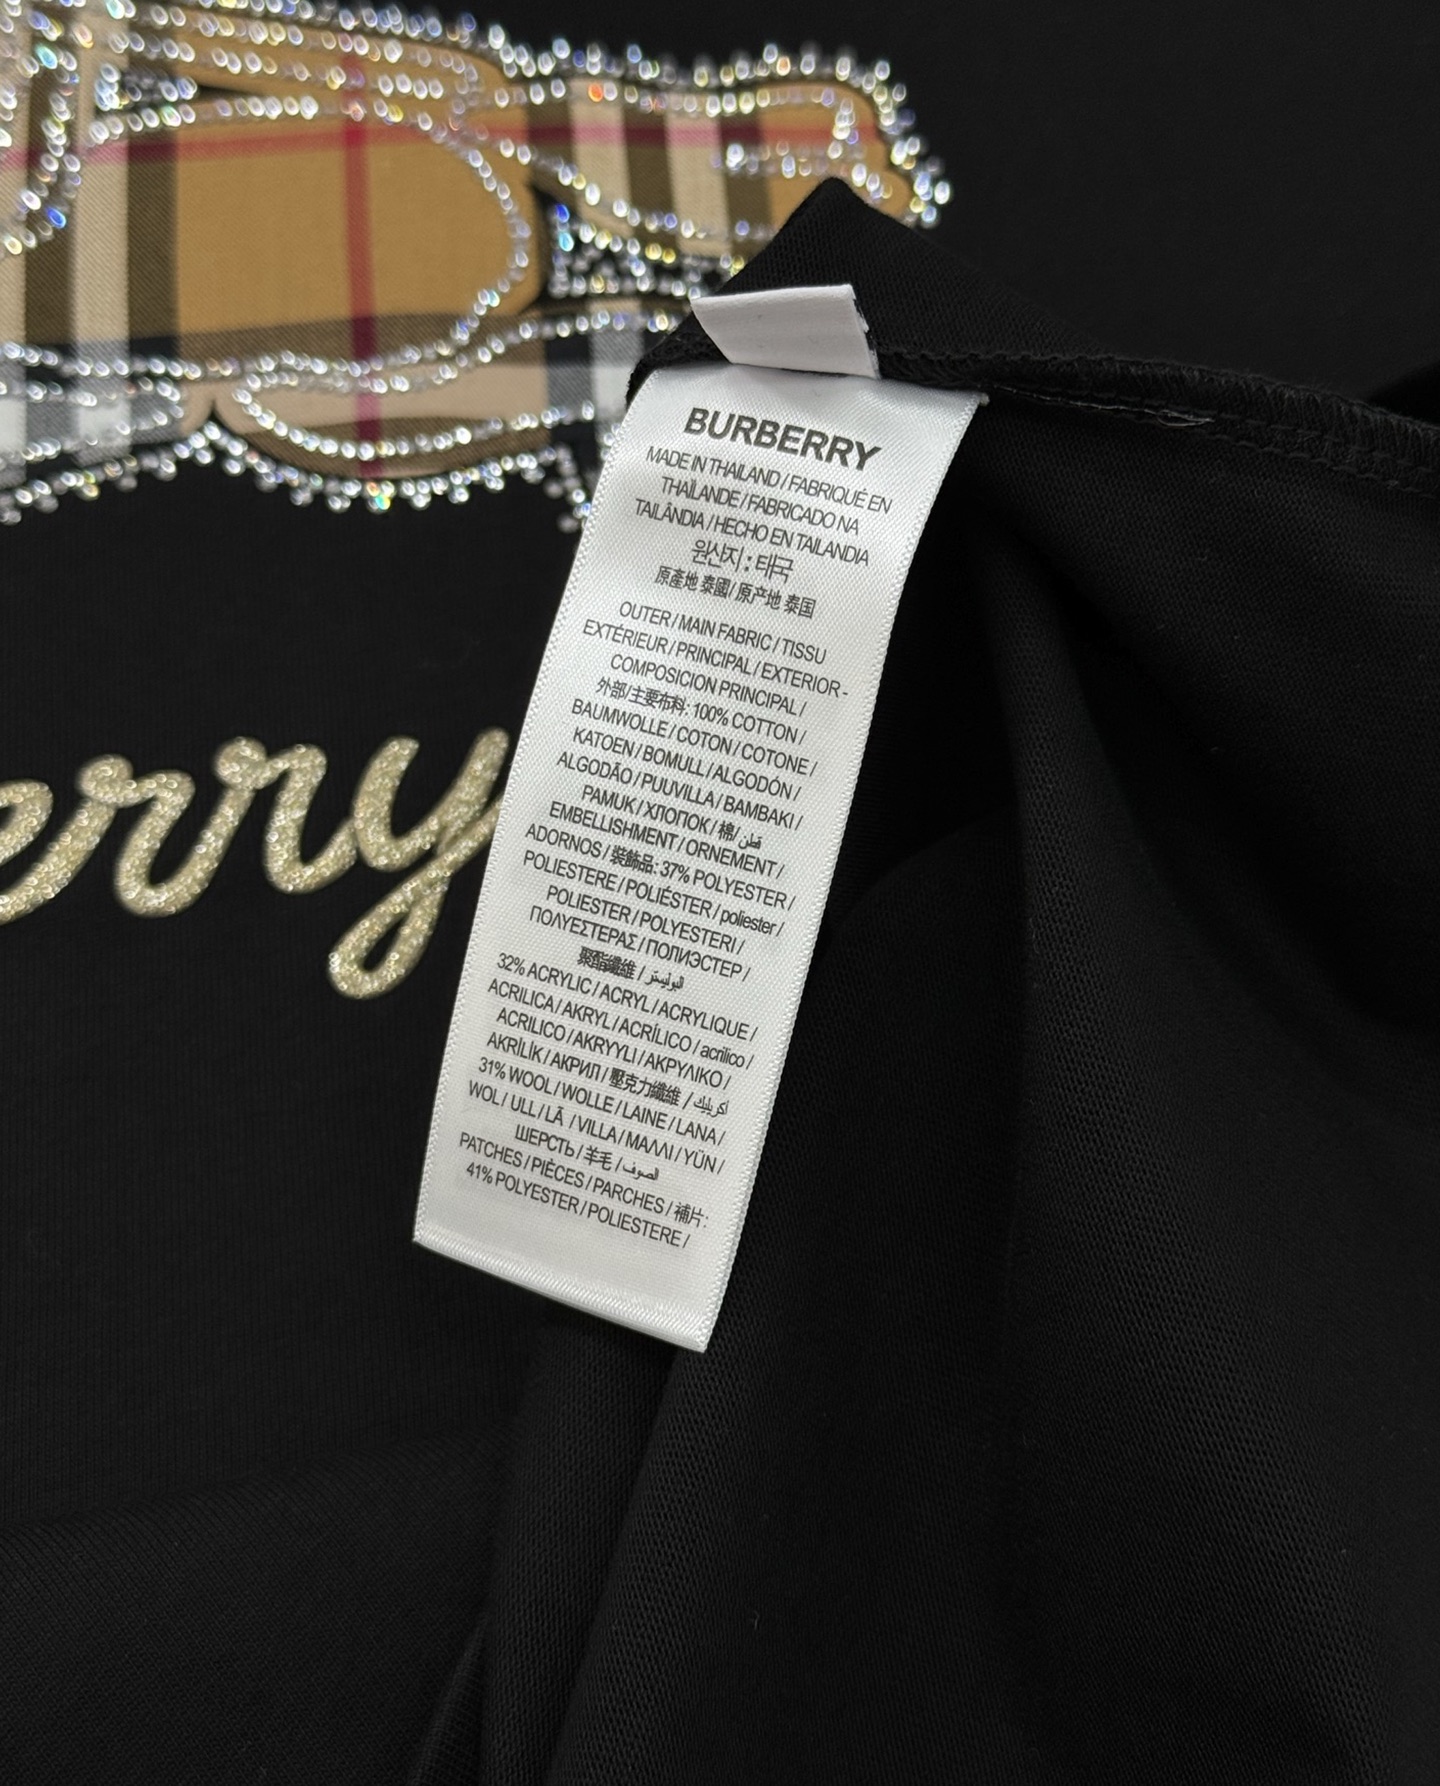 erry
BURBERRY
MADE IN THAILAND / FABRIQUÉ EN
THAÏLANDE / FABRICADO NA
TAILÂNDIA / HECHO EN TAILANDIA
원산지 : 태국
原產地 泰國 / 原产地 泰国
OUTER / MAIN FABRIC / TISSU
EXTÉRIEUR / PRINCIPAL / EXTERIOR -
COMPOSICION PRINCIPAL /
外部/主要布料: 100% COTTON /
BAUMWOLLE / COTON / COTONE /
KATOEN / BOMULL / ALGODÓN /
ALGODÃO / PUUVILLA / BAMBAKI /
PAMUK / ХЛОПОК / 棉/ قطن
EMBELLISHMENT / ORNEMENT /
ADORNOS / 裝飾品: 37% POLYESTER /
POLIESTERE / POLIÉSTER / poliester /
POLIESTER / POLYESTERI /
ΠΟΛΥΕΣΤΕΡΑΣ / ПОЛИЭСТЕР /
聚酯纖維 / البوليستر
32% ACRYLIC / ACRYL / ACRYLIQUE /
ACRILICA / AKRYL / ACRÍLICO / acrílico /
ACRILICO / AKRYYLI / ΑΚΡΥΛΙΚΟ /
AKRİLİK / АКРИЛ / 壓克力纖維 / اكريليك
31% WOOL / WOLLE / LAINE / LANA /
WOL / ULL / LÃ / VILLA / ΜΑΛΛΙ / YÜN /
ШЕРСТЬ / 羊毛 / الصوف
PATCHES / PIÈCES / PARCHES / 補片:
41% POLYESTER / POLIESTERE /